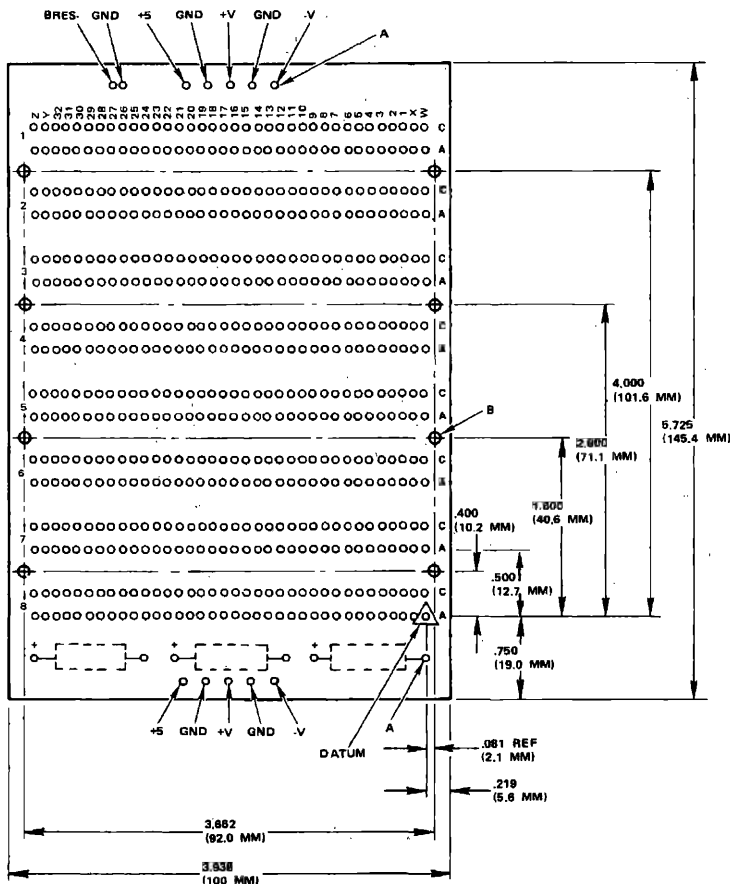 BRES- GND +5 GND +V GND -V
A
Z Y 32 31 30 29 28 27 26 25 24 23 22 21 20 19 18 17 16 15 14 13 12 11 10 9 8 7 6 5 4 3 2 1 X W
1 C
A
2
A
3 C
A
4
5 C
A
B
6 C
7 C
A
8 C
A
4,000
(101.6 MM)
5,725
(145.4 MM)
(71.1 MM)
(40,6 MM)
.400
(10.2 MM)
.500
(12.7 MM)
.750
(19.0 MM)
+ + +
+5 GND +V GND -V
A
DATUM
.081 REF
(2.1 MM)
.219
(5.6 MM)
3,662
(92.0 MM)
(100 MM)